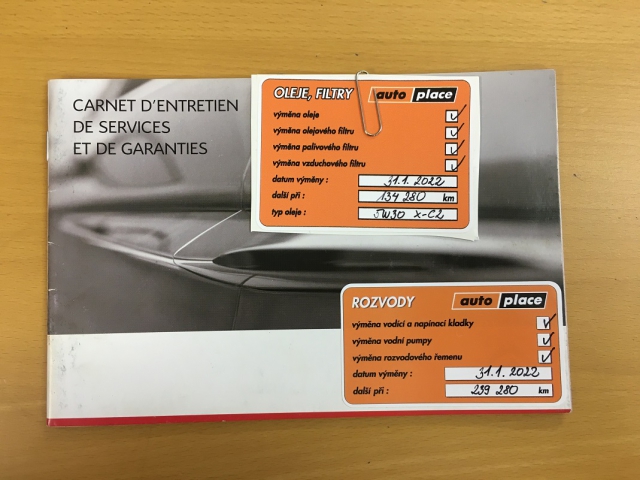 CARNET D'ENTRETIEN
DE SERVICES
ET DE GARANTIES
OLEJE, FILTRY auto place
výměna oleje
výměna olejového filtru
výměna palivového filtru
výměna vzduchového filtru
datum výměny : 31.1.2022
další při : 134 280 km
typ oleje : 5W30 X-C2
ROZVODY auto place
výměna vodící a napínací kladky
výměna vodní pumpy
výměna rozvodového řemenu
datum výměny : 31.1.2022
další při : 239 280 km